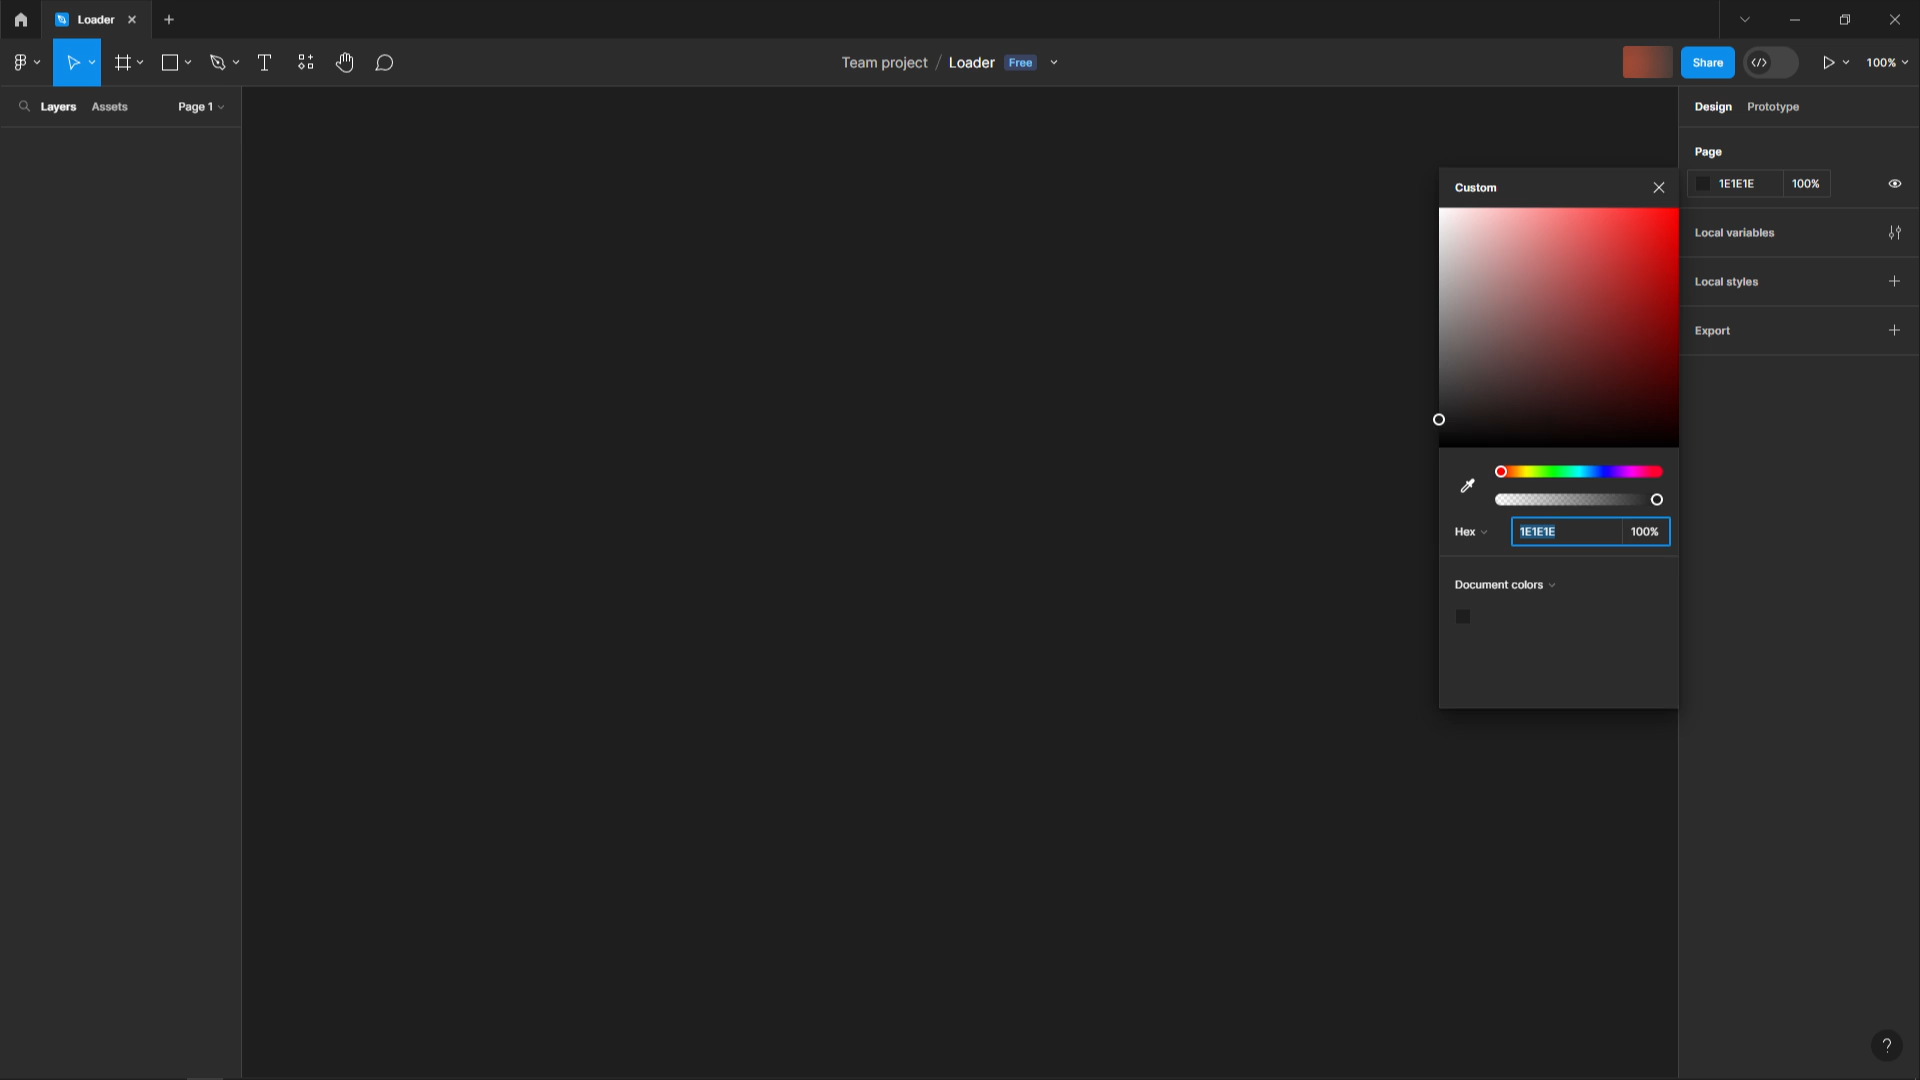 Loader
Team project / Loader Free
Share
100%
Layers Assets Page 1
Design Prototype
Page
1E1E1E 100%
Local variables
Local styles
Export
Custom
Hex 1E1E1E 100%
Document colors
?